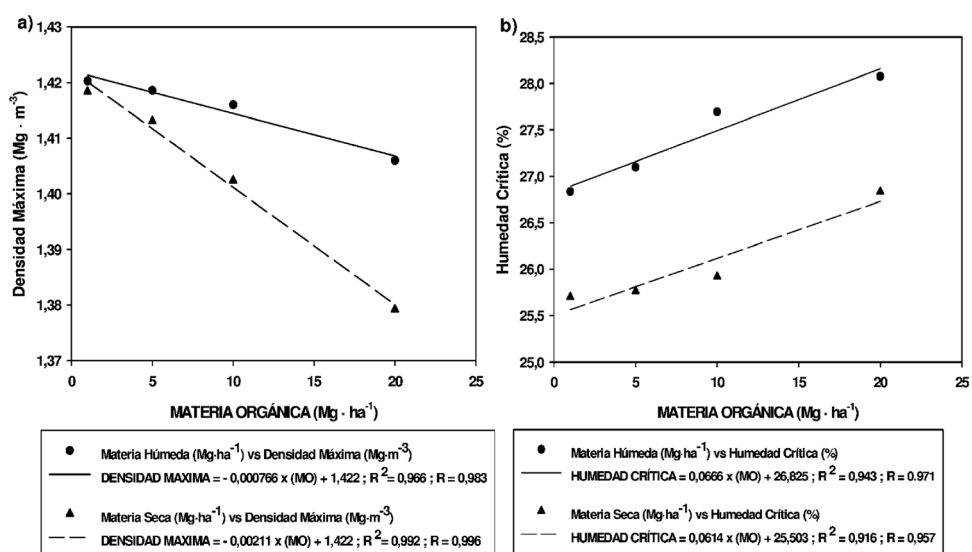 a)
1,43
1,42
1,41
1,40
1,39
1,38
1,37
Densidad Máxima (Mg · m-3)
0 5 10 15 20 25
MATERIA ORGÁNICA (Mg · ha-1)
Materia Húmeda (Mg·ha-1) vs Densidad Máxima (Mg·m-3)
DENSIDAD MAXIMA = - 0,000766 x (MO) + 1,422 ; R2 = 0,966 ; R = 0,983
Materia Seca (Mg·ha-1) vs Densidad Máxima (Mg·m-3)
DENSIDAD MAXIMA = - 0,00211 x (MO) + 1,422 ; R2 = 0,992 ; R = 0,996
b)
28,5
28,0
27,5
27,0
26,5
26,0
25,5
25,0
Humedad Crítica (%)
0 5 10 15 20 25
MATERIA ORGÁNICA (Mg · ha-1)
Materia Húmeda (Mg·ha-1) vs Humedad Crítica (%)
HUMEDAD CRÍTICA = 0,0666 x (MO) + 26,825 ; R2 = 0,943 ; R = 0.971
Materia Seca (Mg·ha-1) vs Humedad Crítica (%)
HUMEDAD CRÍTICA = 0,0614 x (MO) + 25,503 ; R2 = 0,916 ; R = 0,957